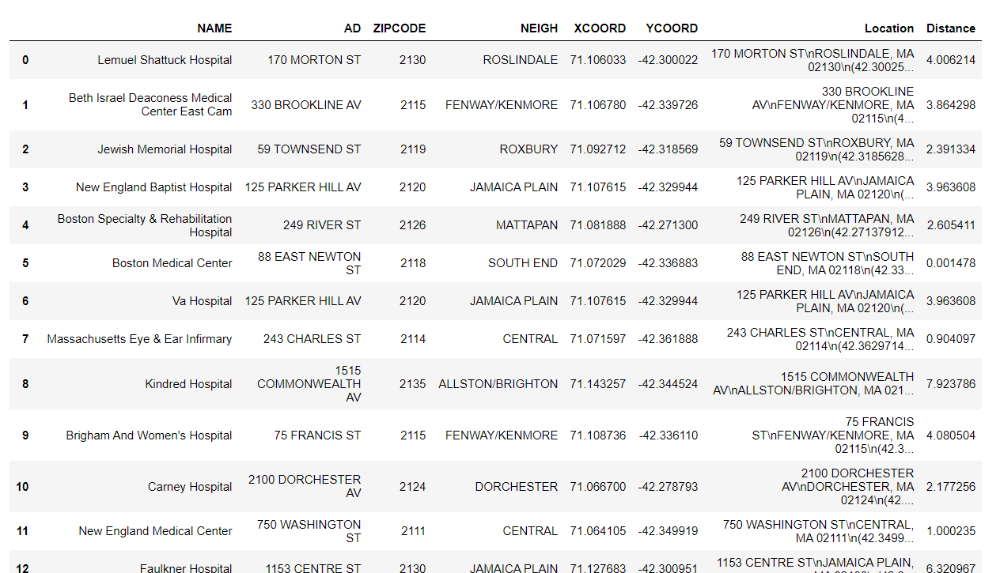 NAME AD ZIPCODE NEIGH XCOORD YCOORD Location Distance
0 Lemuel Shattuck Hospital 170 MORTON ST 2130 ROSLINDALE 71.106033 -42.300022 170 MORTON ST\nROSLINDALE, MA 4.006214
02130\n(42.30025...
Beth Israel Deaconess Medical 330 BROOKLINE
1 Center East Cam 330 BROOKLINE AV 2115 FENWAY/KENMORE 71.106780 -42.339726 AV\nFENWAY/KENMORE, MA 3.864298
02115\n(4...
2 Jewish Memorial Hospital 59 TOWNSEND ST 2119 ROXBURY 71.092712 -42.318569 59 TOWNSEND ST\nROXBURY, MA 2.391334
02119\n(42.3185628...
3 New England Baptist Hospital 125 PARKER HILL AV 2120 JAMAICA PLAIN 71.107615 -42.329944 125 PARKER HILL AV\nJAMAICA 3.963608
PLAIN, MA 02120\n(...
4 Boston Specialty & Rehabilitation 249 RIVER ST 2126 MATTAPAN 71.081888 -42.271300 249 RIVER ST\nMATTAPAN, MA 2.605411
Hospital 02126\n(42.27137912...
5 Boston Medical Center 88 EAST NEWTON 2118 SOUTH END 71.072029 -42.336883 88 EAST NEWTON ST\nSOUTH 0.001478
ST END, MA 02118\n(42.33...
6 Va Hospital 125 PARKER HILL AV 2120 JAMAICA PLAIN 71.107615 -42.329944 125 PARKER HILL AV\nJAMAICA 3.963608
PLAIN, MA 02120\n(...
7 Massachusetts Eye & Ear Infirmary 243 CHARLES ST 2114 CENTRAL 71.071597 -42.361888 243 CHARLES ST\nCENTRAL, MA 0.904097
02114\n(42.3629714...
1515
8 Kindred Hospital COMMONWEALTH 2135 ALLSTON/BRIGHTON 71.143257 -42.344524 1515 COMMONWEALTH 7.923786
AV AV\nALLSTON/BRIGHTON, MA 021...
75 FRANCIS
9 Brigham And Women's Hospital 75 FRANCIS ST 2115 FENWAY/KENMORE 71.108736 -42.336110 ST\nFENWAY/KENMORE, MA 4.080504
02115\n(42.3...
2100 DORCHESTER 2100 DORCHESTER
10 Carney Hospital AV 2124 DORCHESTER 71.066700 -42.278793 AV\nDORCHESTER, MA 2.177256
02124\n(42....
11 New England Medical Center 750 WASHINGTON 2111 CENTRAL 71.064105 -42.349919 750 WASHINGTON ST\nCENTRAL, 1.000235
ST MA 02111\n(42.3499...
12 Faulkner Hospital 1153 CENTRE ST 2130 JAMAICA PLAIN 71.127683 -42.300951 1153 CENTRE ST\nJAMAICA PLAIN, 6.320967